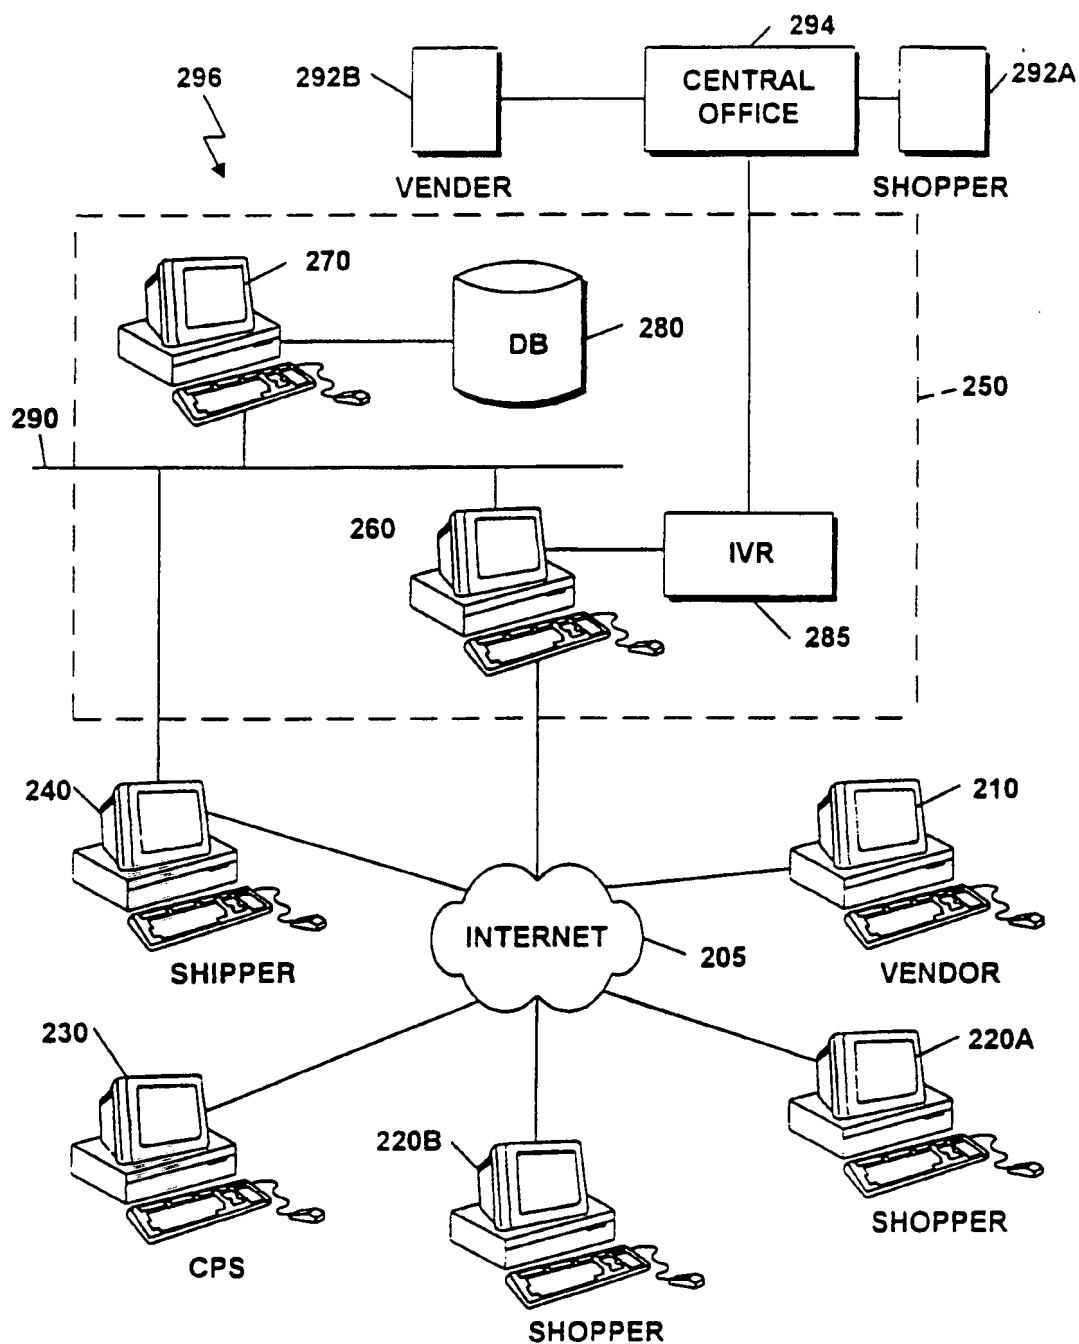 294
296
292B
CENTRAL
OFFICE
292A
VENDER
SHOPPER
270
DB
280
250
290
260
IVR
285
240
210
INTERNET
205
SHIPPER
VENDOR
230
220A
220B
SHOPPER
CPS
SHOPPER